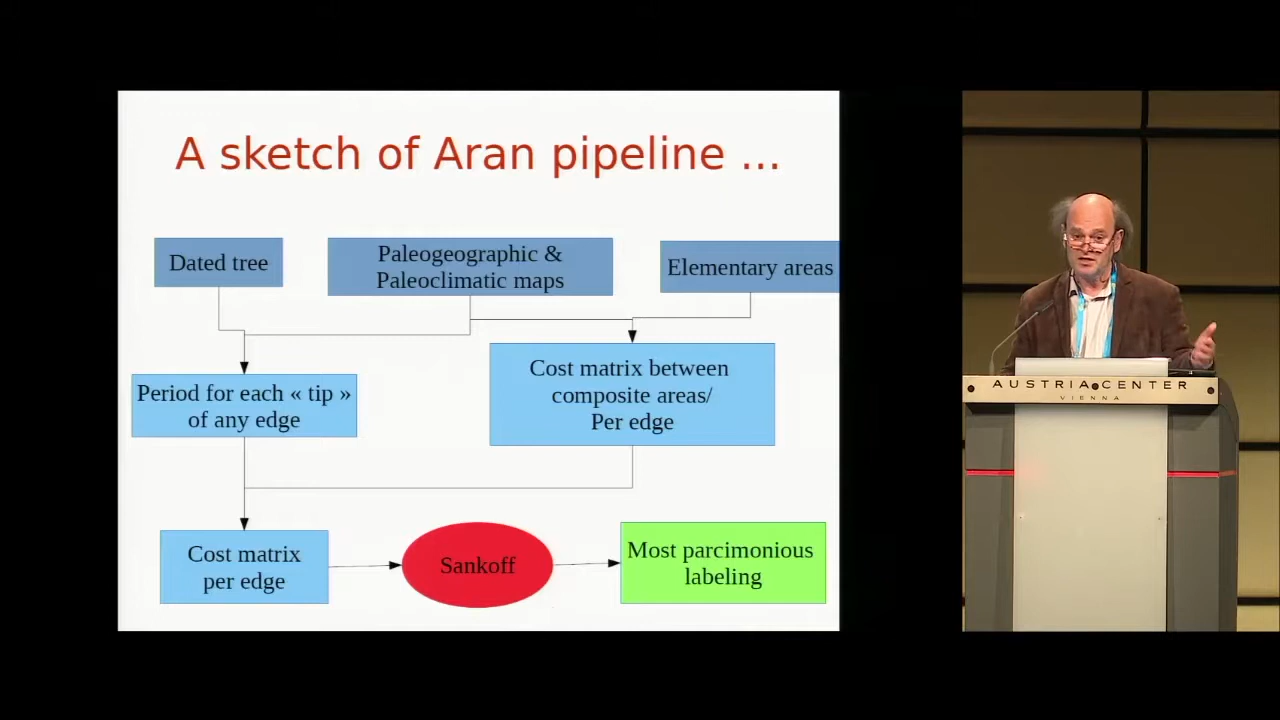 A sketch of Aran pipeline ...
Dated tree
Paleogeographic &
Paleoclimatic maps
Elementary areas
Period for each « tip »
of any edge
Cost matrix between
composite areas/
Per edge
Cost matrix
per edge
Sankoff
Most parcimonious
labeling
AUSTRIA CENTER
VIENNA